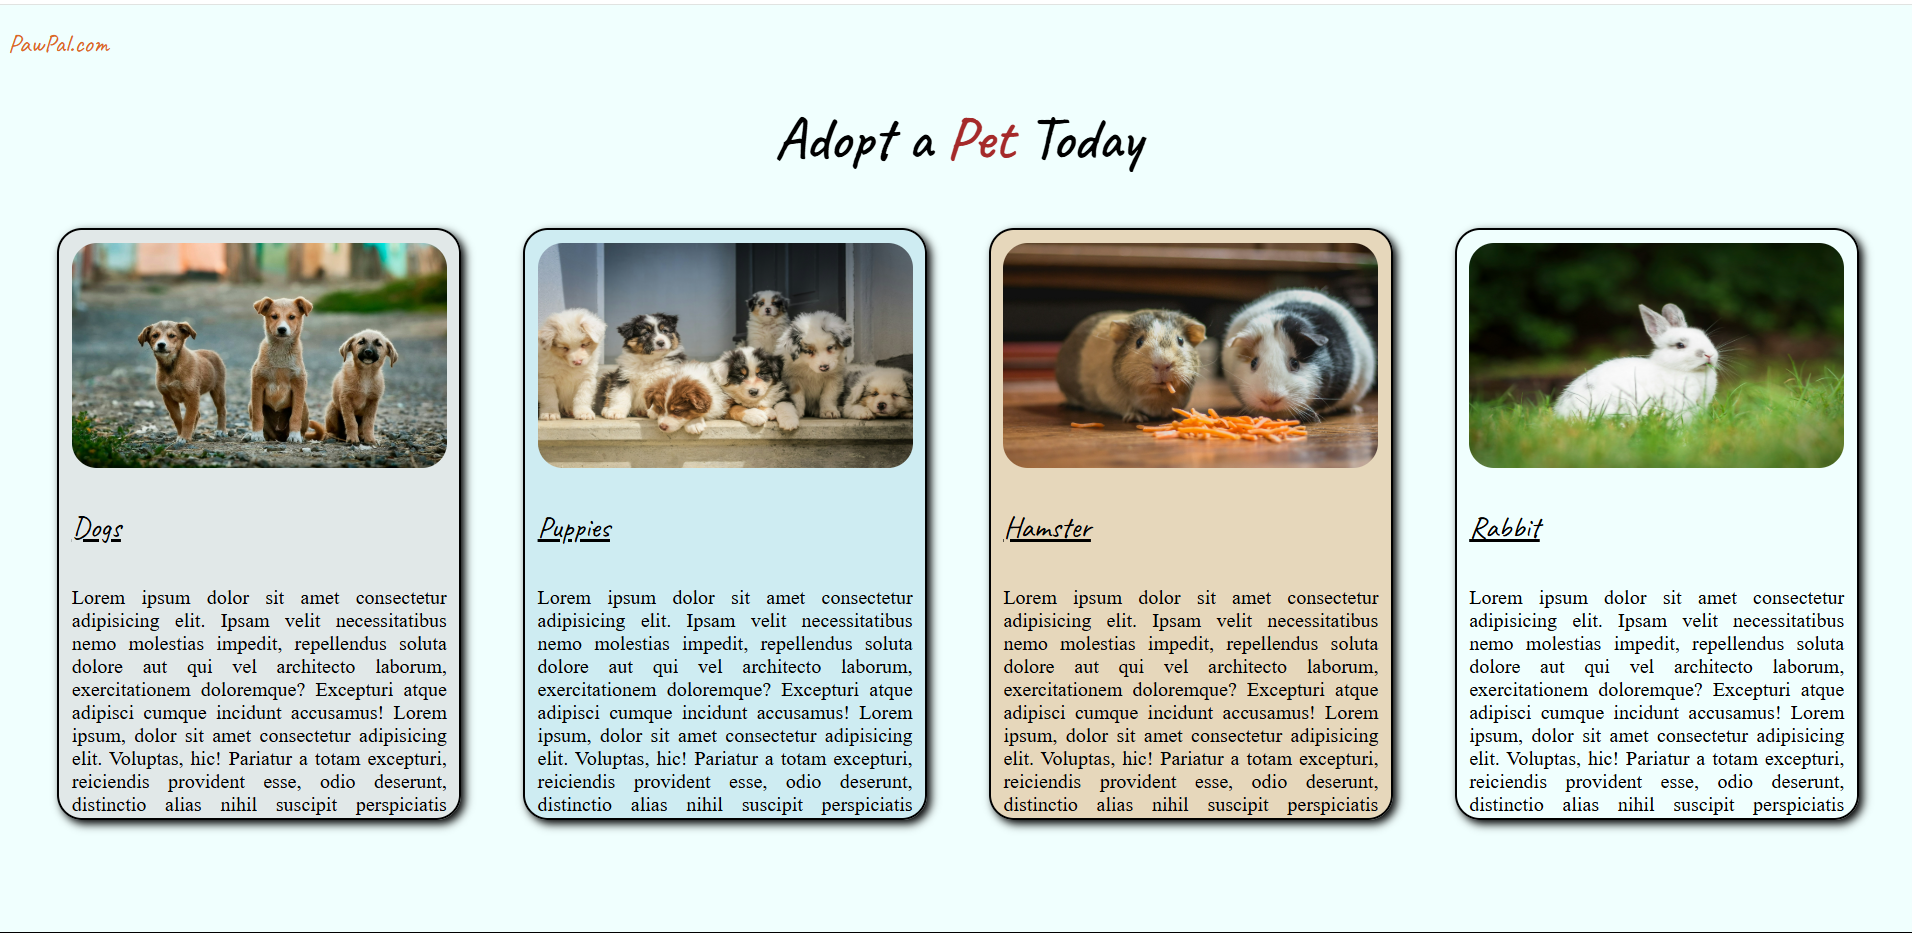 PawPal.com
Adopt a Pet Today
Dogs
Lorem ipsum dolor sit amet consectetur
adipisicing elit. Ipsam velit necessitatibus
nemo molestias impedit, repellendus soluta
dolore aut qui vel architecto laborum,
exercitationem doloremque? Excepturi atque
adipisci cumque incidunt accusamus! Lorem
ipsum, dolor sit amet consectetur adipisicing
elit. Voluptas, hic! Pariatur a totam excepturi,
reiciendis provident esse, odio deserunt,
distinctio alias nihil suscipit perspiciatis
Puppies
Lorem ipsum dolor sit amet consectetur
adipisicing elit. Ipsam velit necessitatibus
nemo molestias impedit, repellendus soluta
dolore aut qui vel architecto laborum,
exercitationem doloremque? Excepturi atque
adipisci cumque incidunt accusamus! Lorem
ipsum, dolor sit amet consectetur adipisicing
elit. Voluptas, hic! Pariatur a totam excepturi,
reiciendis provident esse, odio deserunt,
distinctio alias nihil suscipit perspiciatis
Hamster
Lorem ipsum dolor sit amet consectetur
adipisicing elit. Ipsam velit necessitatibus
nemo molestias impedit, repellendus soluta
dolore aut qui vel architecto laborum,
exercitationem doloremque? Excepturi atque
adipisci cumque incidunt accusamus! Lorem
ipsum, dolor sit amet consectetur adipisicing
elit. Voluptas, hic! Pariatur a totam excepturi,
reiciendis provident esse, odio deserunt,
distinctio alias nihil suscipit perspiciatis
Rabbit
Lorem ipsum dolor sit amet consectetur
adipisicing elit. Ipsam velit necessitatibus
nemo molestias impedit, repellendus soluta
dolore aut qui vel architecto laborum,
exercitationem doloremque? Excepturi atque
adipisci cumque incidunt accusamus! Lorem
ipsum, dolor sit amet consectetur adipisicing
elit. Voluptas, hic! Pariatur a totam excepturi,
reiciendis provident esse, odio deserunt,
distinctio alias nihil suscipit perspiciatis